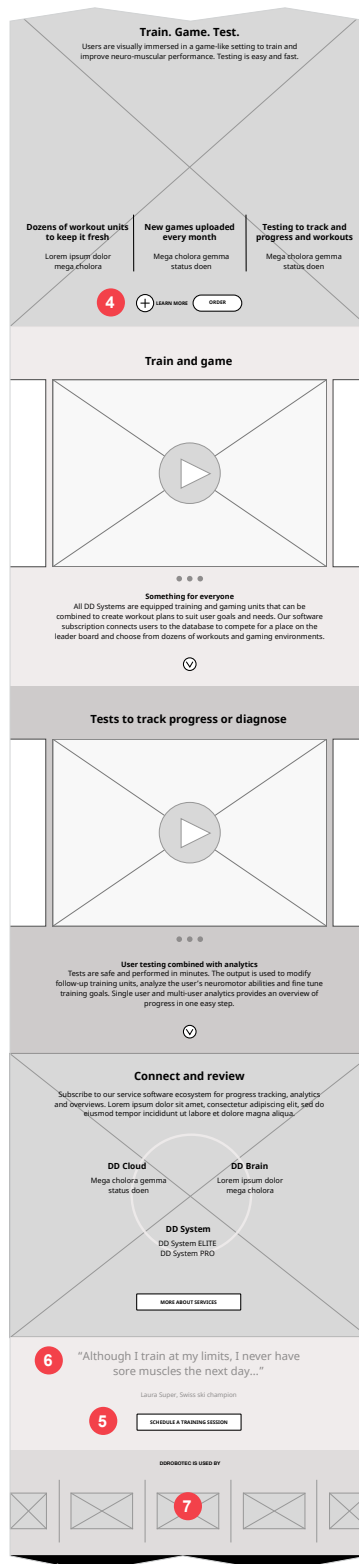 Train. Game. Test.
Users are visually immersed in a game-like setting to train and
improve neuro-muscular performance. Testing is easy and fast.
Dozens of workout units
to keep it fresh
Lorem ipsum dolor
mega cholora
New games uploaded
every month
Mega cholora gemma
status doen
Testing to track and
progress and workouts
Mega cholora gemma
status doen
4
LEARN MORE
ORDER
Train and game
Something for everyone
All DD Systems are equipped training and gaming units that can be
combined to create workout plans to suit user goals and needs. Our software
subscription connects users to the database to compete for a place on the
leader board and choose from dozens of workouts and gaming environments.
Tests to track progress or diagnose
User testing combined with analytics
Tests are safe and performed in minutes. The output is used to modify
follow-up training units, analyze the user's neuromotor abilities and fine tune
training goals. Single user and multi-user analytics provides an overview of
progress in one easy step.
Connect and review
Subscribe to our service software ecosystem for progress tracking, analytics
and overviews. Lorem ipsum dolor sit amet, consectetur adipiscing elit, sed do
eiusmod tempor incididunt ut labore et dolore magna aliqua.
DD Cloud
Mega cholora gemma
status doen
DD Brain
Lorem ipsum dolor
mega cholora
DD System
DD System ELITE
DD System PRO
MORE ABOUT SERVICES
6
“Although I train at my limits, I never have
sore muscles the next day...”
Laura Super, Swiss ski champion
5
SCHEDULE A TRAINING SESSION
DDROBOTEC IS USED BY
7